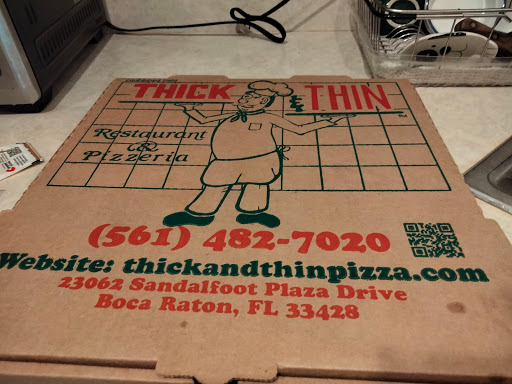 THICK & THIN
Restaurant
&
Pizzeria
(561) 482-7020
Website: thickandthinpizza.com
23062 Sandalfoot Plaza Drive
Boca Raton, FL 33428